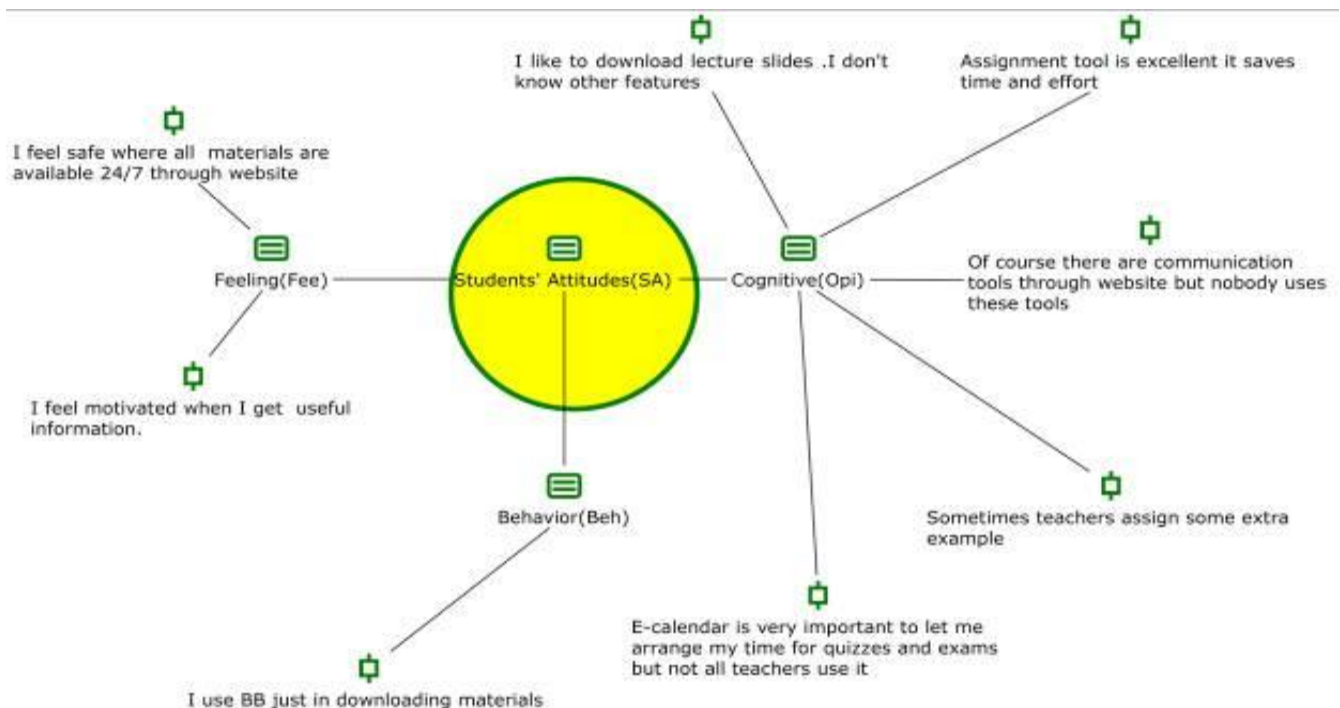 I like to download lecture slides .I don't
know other features
Assignment tool is excellent it saves
time and effort
I feel safe where all materials are
available 24/7 through website
Feeling(Fee)
Students' Attitudes(SA)
Cognitive(Opi)
Of course there are communication
tools through website but nobody uses
these tools
I feel motivated when I get useful
information.
Behavior(Beh)
Sometimes teachers assign some extra
example
E-calendar is very important to let me
arrange my time for quizzes and exams
but not all teachers use it
I use BB just in downloading materials